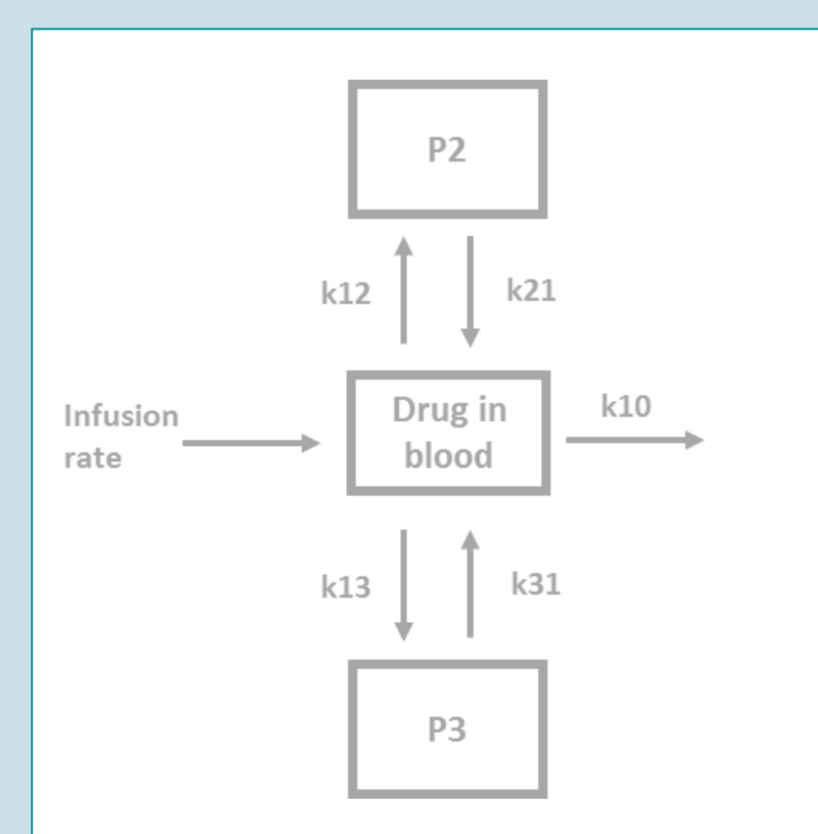 P2
k12
k21
Infusion
rate
Drug in
blood
k10
k13
k31
P3